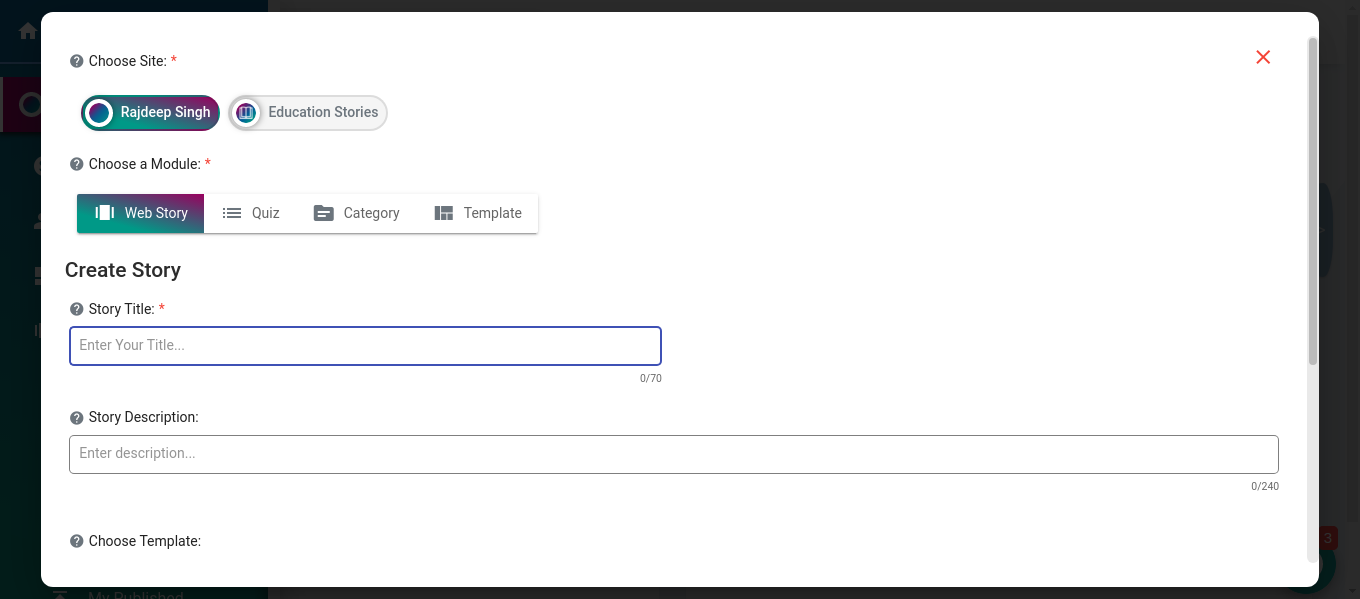 Choose Site: *
Rajdeep Singh Education Stories
Choose a Module: *
Web Story Quiz Category Template
Create Story
Story Title: *
Enter Your Title...
0/70
Story Description:
Enter description...
0/240
3
Choose Template:
My Published